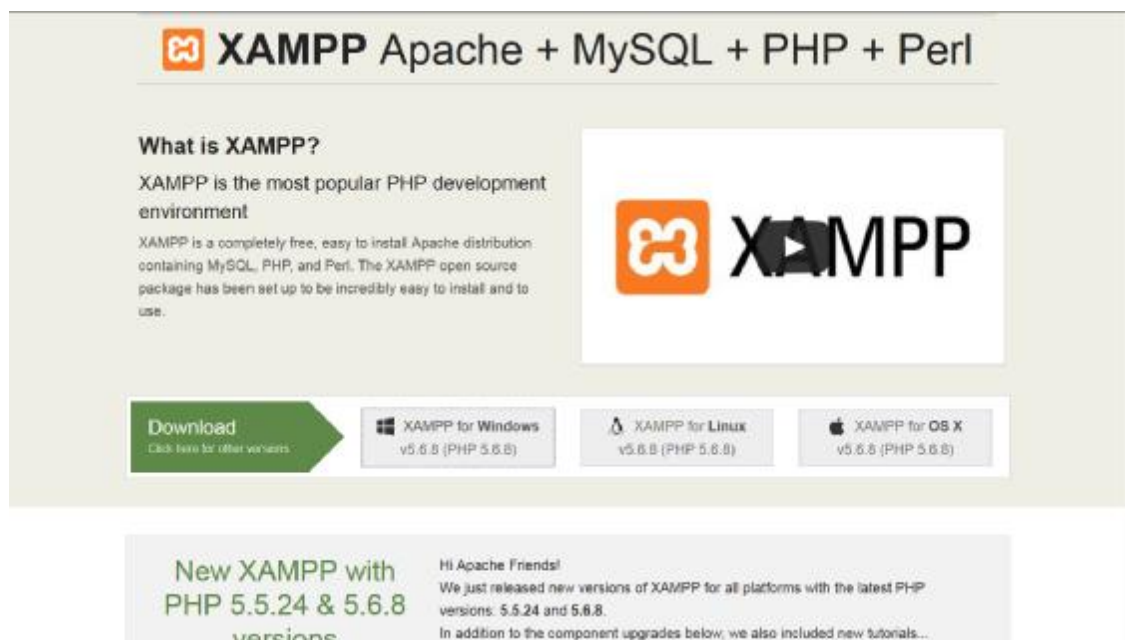 XAMPP Apache + MySQL + PHP + Perl
What is XAMPP?
XAMPP is the most popular PHP development
environment
XAMPP is a completely free, easy to install Apache distribution
containing MySQL, PHP, and Perl. The XAMPP open source
package has been set up to be incredibly easy to install and to
use.
XAMPP
Download
Click here for other versions
XAMPP for Windows
v5.6.8 (PHP 5.6.8)
XAMPP for Linux
v5.6.8 (PHP 5.6.8)
XAMPP for OS X
v5.6.8 (PHP 5.6.8)
New XAMPP with
PHP 5.5.24 & 5.6.8
versions
Hi Apache Friends!
We just released new versions of XAMPP for all platforms with the latest PHP
versions: 5.5.24 and 5.6.8.
In addition to the component upgrades below, we also included new tutorials...